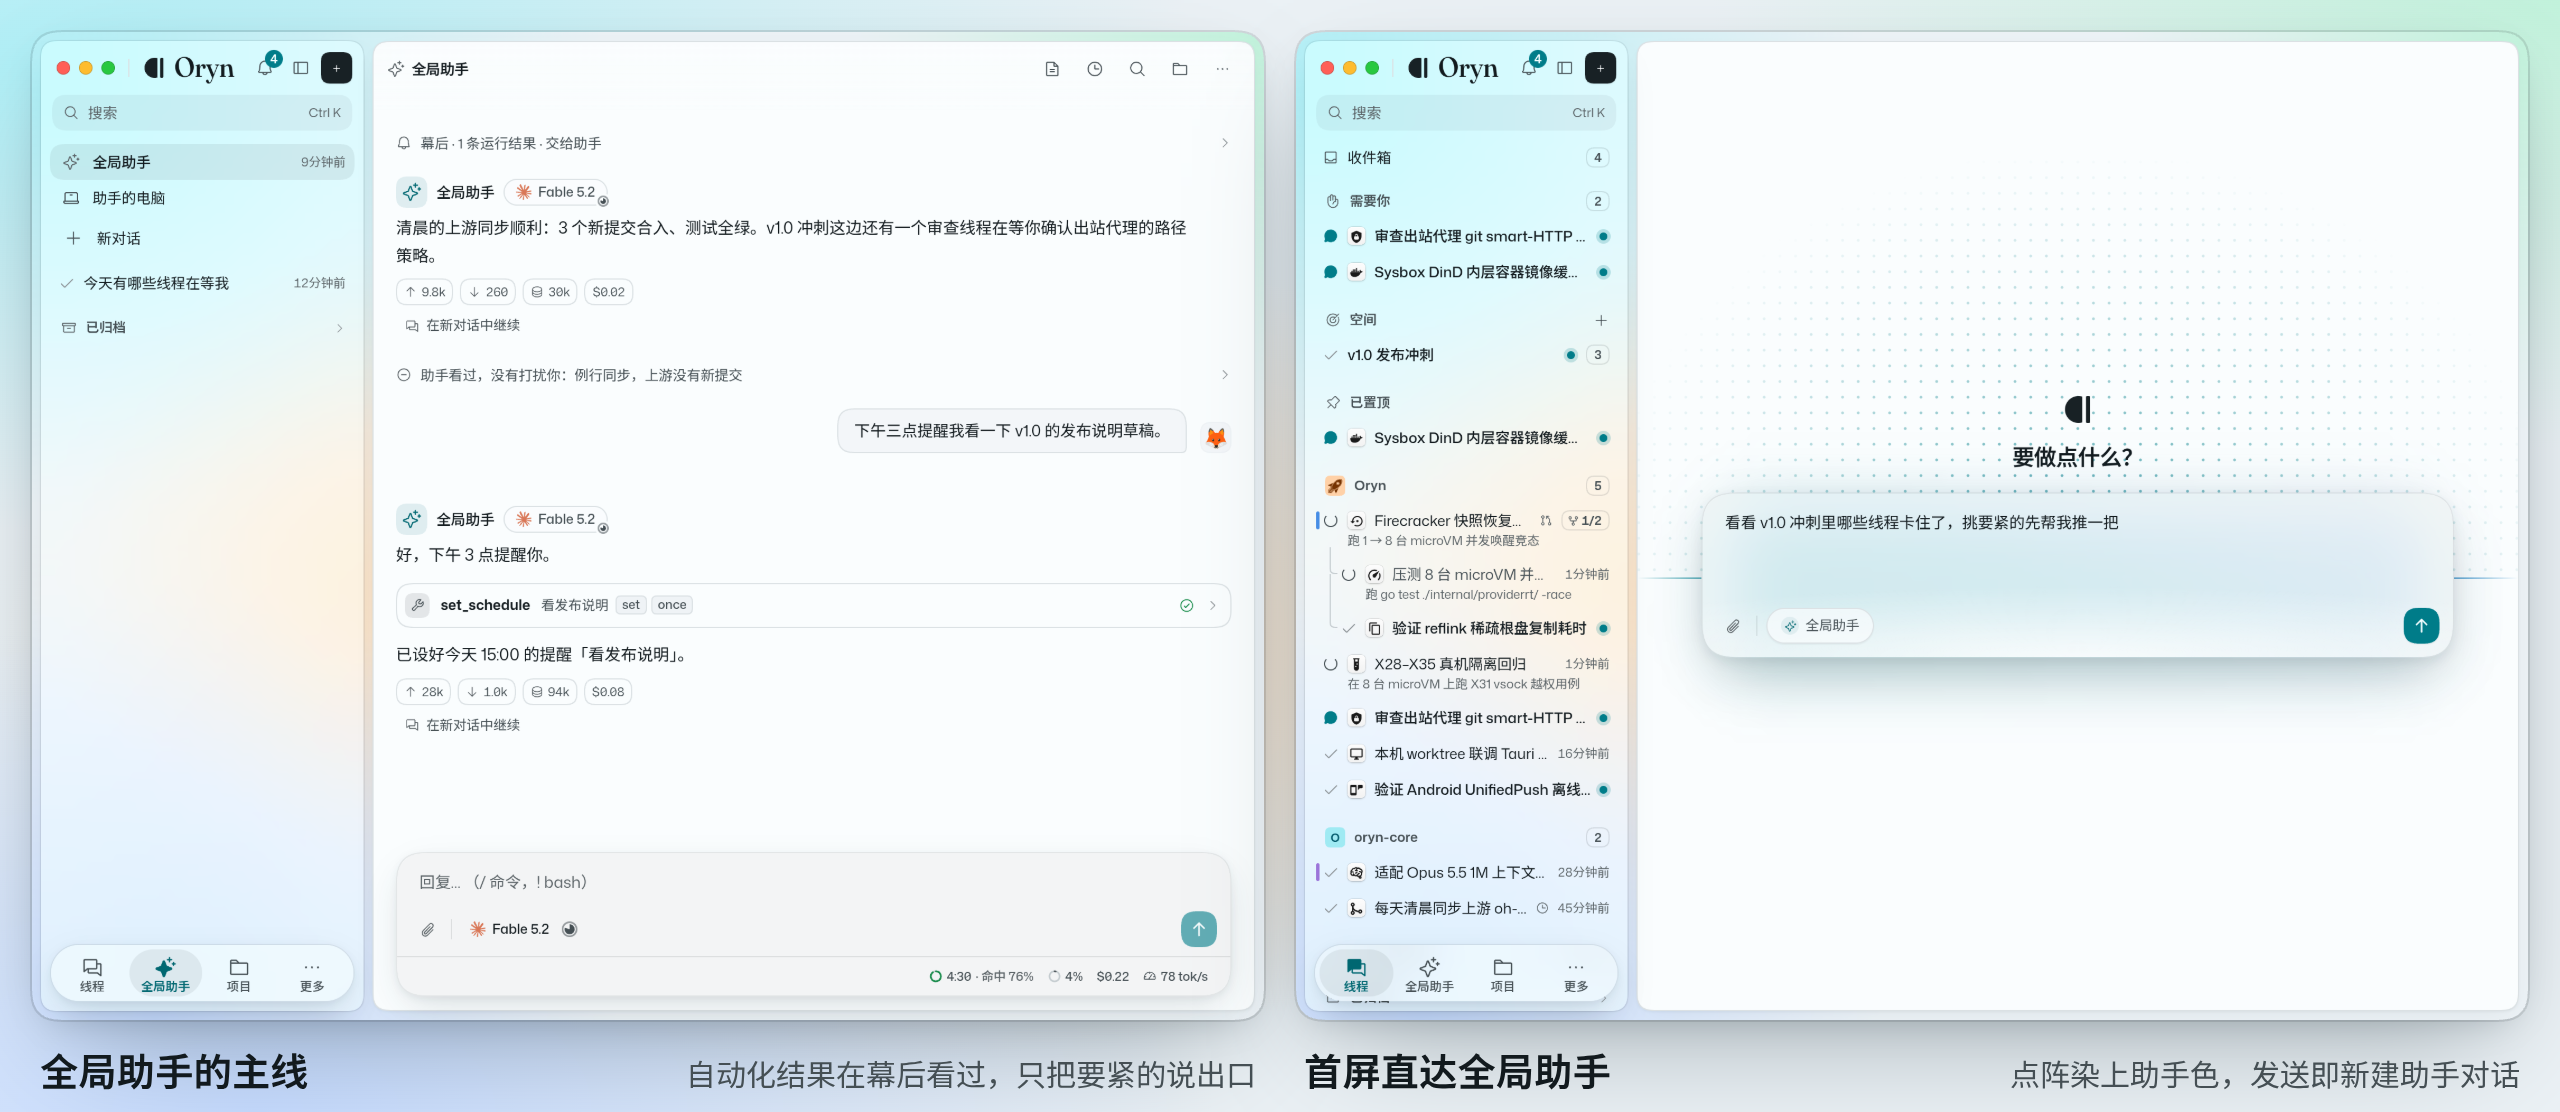 Oryn
4
搜索
Ctrl K
全局助手
9分钟前
助手的电脑
新对话
今天有哪些线程在等我
12分钟前
已归档
线程
全局助手
项目
更多
全局助手
幕后 · 1 条运行结果 · 交给助手
全局助手
Fable 5.2
清晨的上游同步顺利：3 个新提交合入、测试全绿。v1.0 冲刺这边还有一个审查线程在等你确认出站代理的路径
策略。
↑ 9.8k ↓ 260 30k $0.02
在新对话中继续
助手看过，没有打扰你：例行同步，上游没有新提交
下午三点提醒我看一下 v1.0 的发布说明草稿。
全局助手
Fable 5.2
好，下午 3 点提醒你。
set_schedule 看发布说明 set once
已设好今天 15:00 的提醒「看发布说明」。
↑ 28k ↓ 1.0k 94k $0.08
在新对话中继续
回复...（/ 命令，! bash）
Fable 5.2
4:30 · 命中 76% 4% $0.22 78 tok/s
全局助手的主线
自动化结果在幕后看过，只把要紧的说出口
Oryn
4
搜索
Ctrl K
收件箱
4
需要你
2
审查出站代理 git smart-HTTP ...
Sysbox DinD 内层容器镜像缓...
空间
v1.0 发布冲刺
3
已置顶
Sysbox DinD 内层容器镜像缓...
Oryn
5
Firecracker 快照恢复...
1/2
跑 1→8 台 microVM 并发唤醒竞态
压测 8 台 microVM 并...
1分钟前
跑 go test ./internal/providerrt/ -race
验证 reflink 稀疏根盘复制耗时
X28–X35 真机隔离回归
1分钟前
在 8 台 microVM 上跑 X31 vsock 越权用例
审查出站代理 git smart-HTTP ...
本机 worktree 联调 Tauri ...
16分钟前
验证 Android UnifiedPush 离线...
O
oryn-core
2
适配 Opus 5.5 1M 上下文...
28分钟前
每天清晨同步上游 oh-...
45分钟前
线程
全局助手
项目
更多
要做点什么？
看看 v1.0 冲刺里哪些线程卡住了，挑要紧的先帮我推一把
全局助手
首屏直达全局助手
点阵染上助手色，发送即新建助手对话